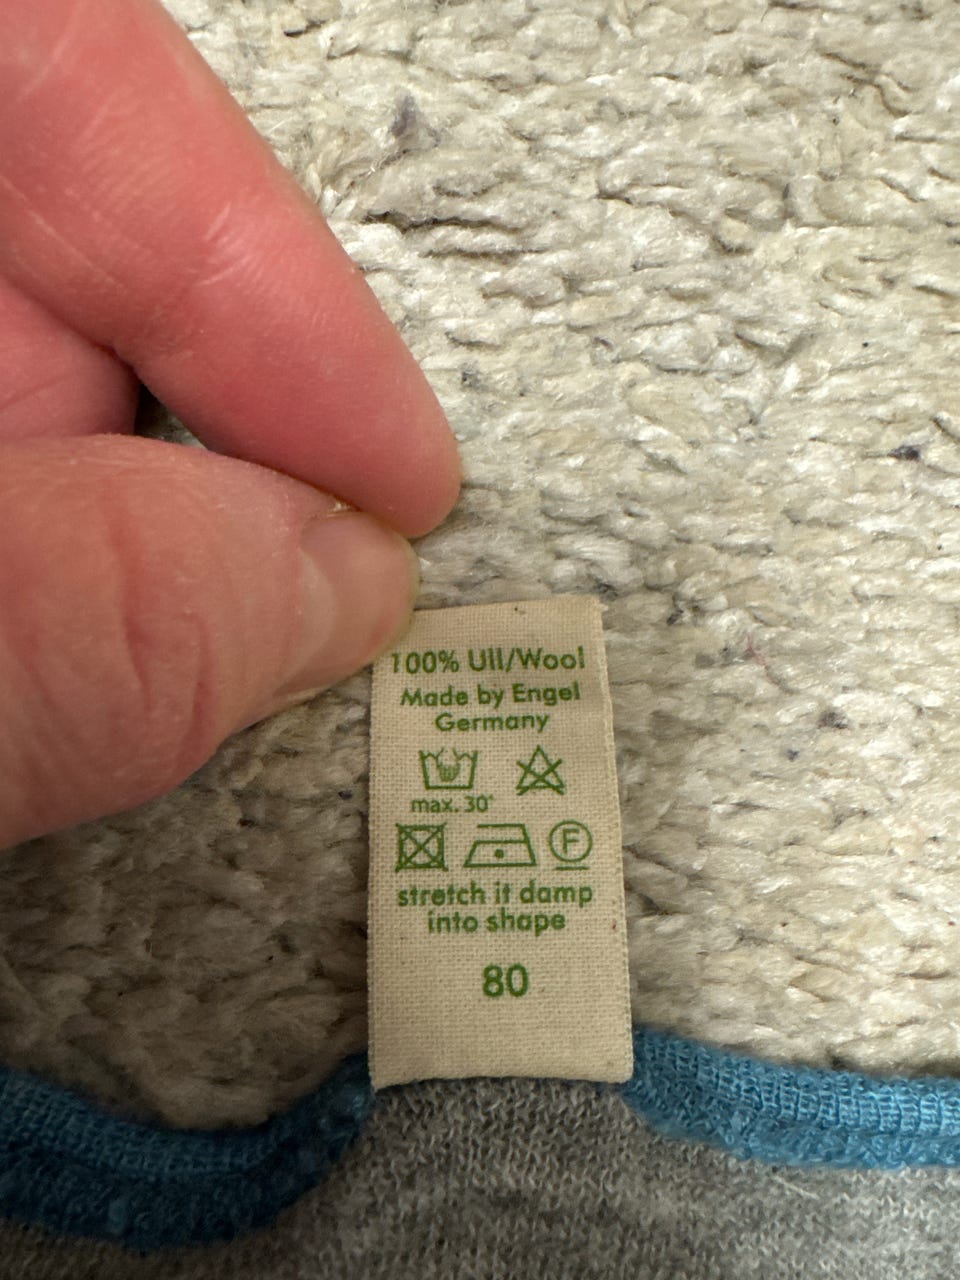 100% Ull/Wool
Made by Engel
Germany
max. 30°
F
stretch it damp
into shape
80